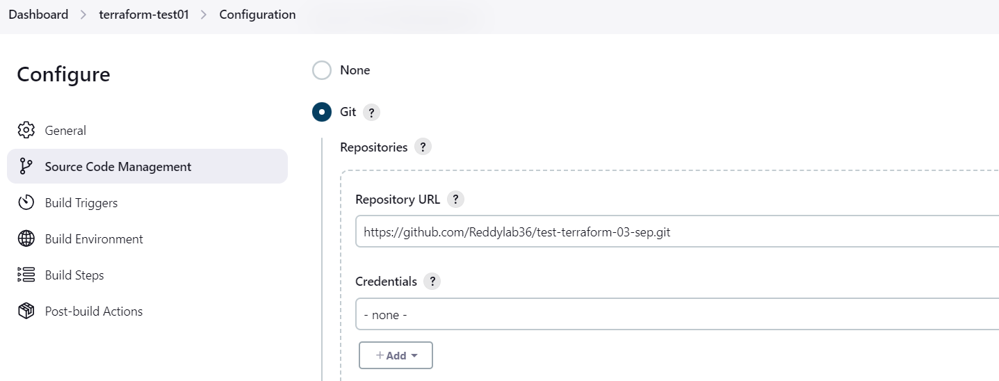 Dashboard > terraform-test01 > Configuration
Configure
General
Source Code Management
Build Triggers
Build Environment
Build Steps
Post-build Actions
None
Git ?
Repositories ?
Repository URL ?
https://github.com/Reddylab36/test-terraform-03-sep.git
Credentials ?
- none -
+ Add